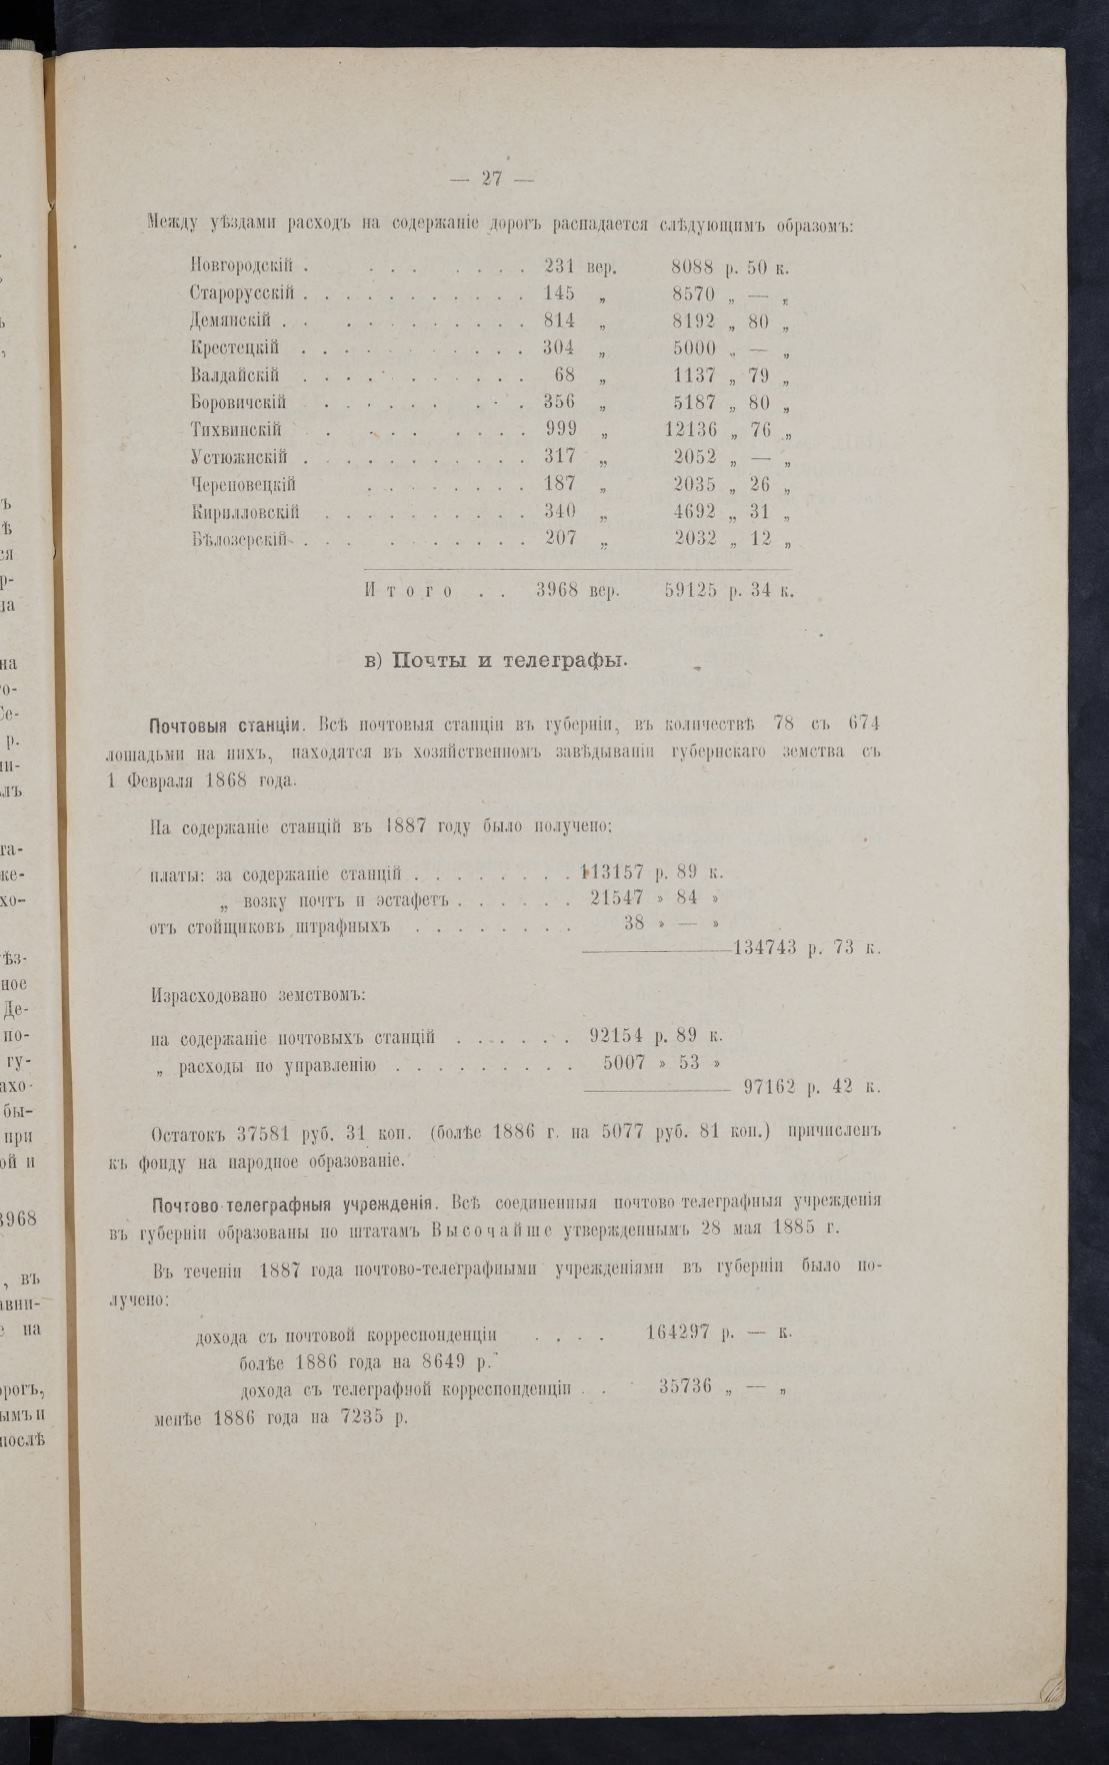 — 27 —
Между уѣздами расходъ на содержаніе дорогъ распадается слѣдующимъ образомъ:
Новгородскій . . . . . . . . 231 вер. 8088 р. 50 к.
Старорусскій . . . . . . . . . . . 145 „ 8570 „ — „
Демянскій . . . . . . . . . . . . 814 „ 8192 „ 80 „
Крестецкій . . . . . . . . . . . 304 „ 5000 „ — „
Валдайскій . . . . . . . . . . . 68 „ 1137 „ 79 „
Боровичскій . . . . . . . . . 356 „ 5187 „ 80 „
Тихвинскій . . . . . . . . 999 „ 12136 „ 76 „
Устюжнскій . . . . . . . . . . . 317 „ 2052 „ — „
Череповецкій . . . . . . . . 187 „ 2035 „ 26 „
Кирилловскій . . . . . . . . . . 340 „ 4692 „ 31 „
Бѣлозерскій . . . . . . . . . . 207 „ 2032 „ 12 „
Итого . . 3968 вер. 59125 р. 34 к.
в) Почты и телеграфы.
Почтовыя станціи. Всѣ почтовыя станціи въ губерніи, въ количествѣ 78 съ 674
лошадьми на нихъ, находятся въ хозяйственномъ завѣдываніи губернскаго земства съ
1 Февраля 1868 года.
На содержаніе станцій въ 1887 году было получено:
платы: за содержаніе станцій . . . . . . . . 113157 р. 89 к.
„ возку почтъ и эстафетъ . . . . . . 21547 » 84 »
отъ стойщиковъ штрафныхъ . . . . . . . . 38 » — »
134743 р. 73 к.
Израсходовано земствомъ:
на содержаніе почтовыхъ станцій . . . . . . 92154 р. 89 к.
„ расходы по управленію . . . . . . . . . 5007 » 53 »
97162 р. 42 к.
Остатокъ 37581 руб. 31 коп. (болѣе 1886 г. на 5077 руб. 81 коп.) причисленъ
къ фонду на народное образованіе.
Почтово-телеграфныя учрежденія. Всѣ соединенныя почтово-телеграфныя учрежденія
въ губерніи образованы по штатамъ Высочайше утвержденнымъ 28 мая 1885 г.
Въ теченіи 1887 года почтово-телеграфными учрежденіями въ губерніи было по-
лучено:
дохода съ почтовой корреспонденціи . . . . 164297 р. — к.
болѣе 1886 года на 8649 р.
дохода съ телеграфной корреспонденціи . . 35736 „ — „
менѣе 1886 года на 7235 р.